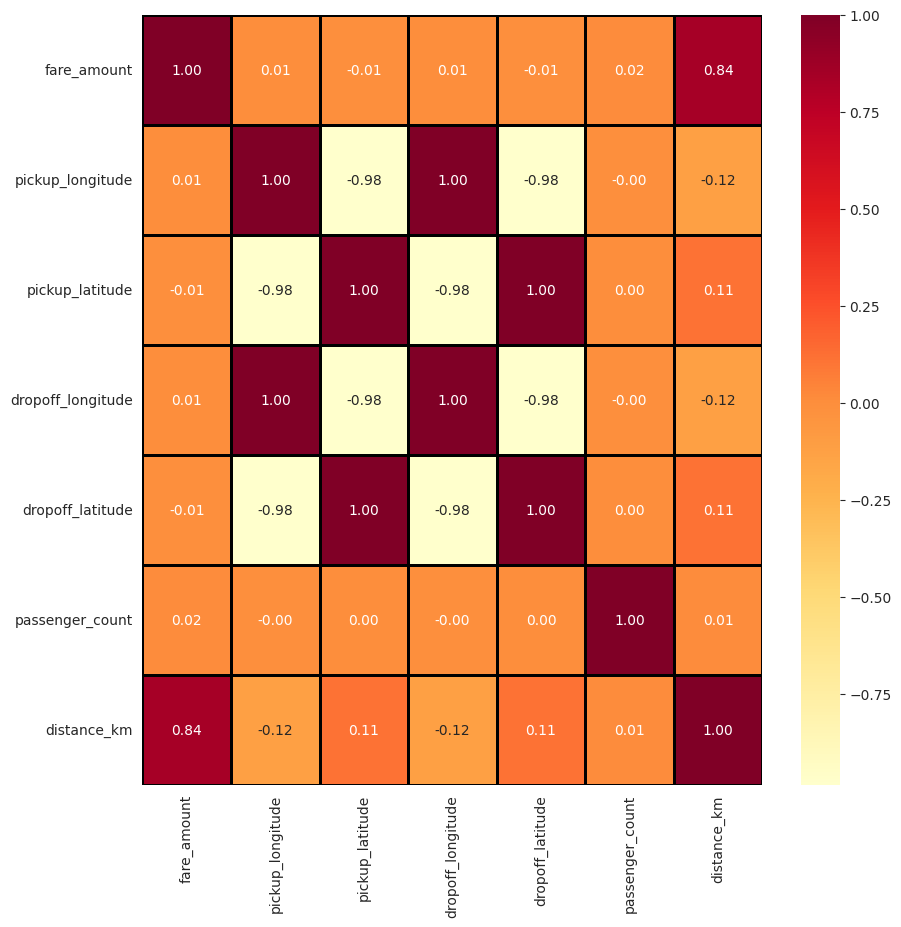 fare_amount 1.00 0.01 -0.01 0.01 -0.01 0.02 0.84
pickup_longitude 0.01 1.00 -0.98 1.00 -0.98 -0.00 -0.12
pickup_latitude -0.01 -0.98 1.00 -0.98 1.00 0.00 0.11
dropoff_longitude 0.01 1.00 -0.98 1.00 -0.98 -0.00 -0.12
dropoff_latitude -0.01 -0.98 1.00 -0.98 1.00 0.00 0.11
passenger_count 0.02 -0.00 0.00 -0.00 0.00 1.00 0.01
distance_km 0.84 -0.12 0.11 -0.12 0.11 0.01 1.00
fare_amount
pickup_longitude
pickup_latitude
dropoff_longitude
dropoff_latitude
passenger_count
distance_km
1.00
0.75
0.50
0.25
0.00
−0.25
−0.50
−0.75